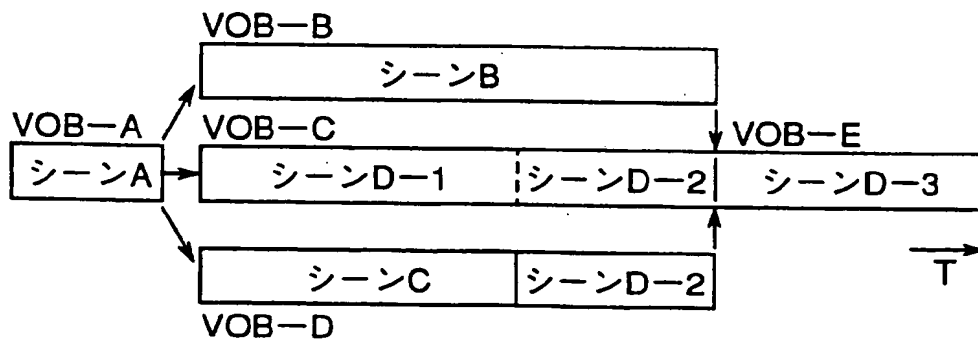 VOB－B
シーンB
VOB－A
VOB－C
VOB－E
シーンA
シーンD－1
シーンD－2
シーンD－3
シーンC
シーンD－2
T
VOB－D